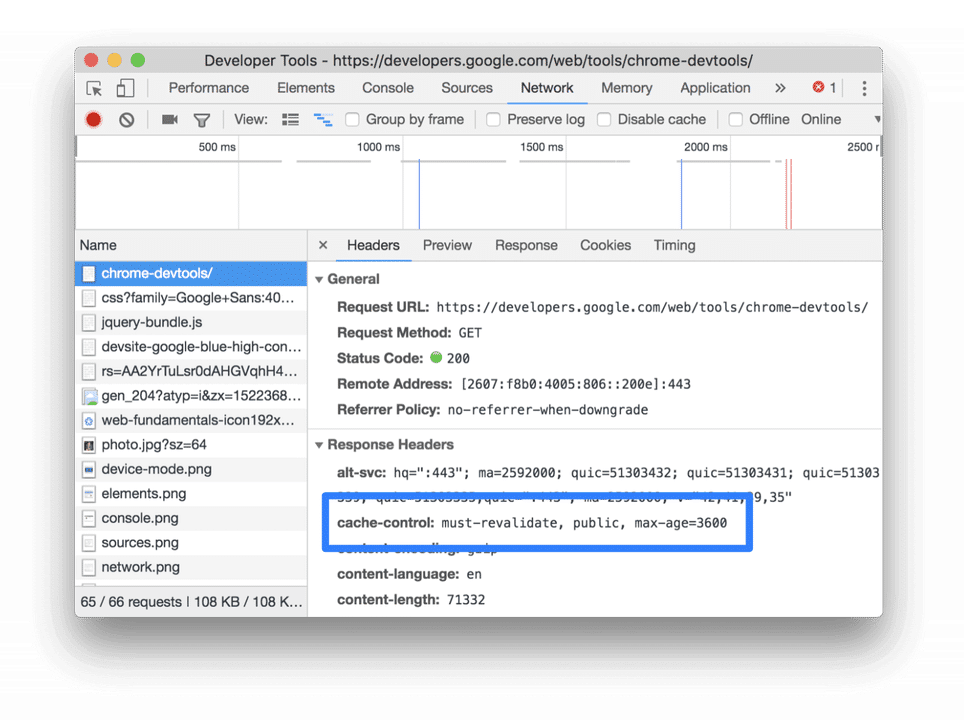 Developer Tools - https://developers.google.com/web/tools/chrome-devtools/
Performance Elements Console Sources Network Memory Application » 1
View: Group by frame Preserve log Disable cache Offline Online
500 ms 1000 ms 1500 ms 2000 ms 2500 r
Name
× Headers Preview Response Cookies Timing
chrome-devtools/
css?family=Google+Sans:40...
jquery-bundle.js
devsite-google-blue-high-con...
rs=AA2YrTuLsr0dAHGVqhH4...
gen_204?atyp=i&zx=1522368...
web-fundamentals-icon192x...
photo.jpg?sz=64
device-mode.png
elements.png
console.png
sources.png
network.png
65 / 66 requests | 108 KB / 108 K...
General
Request URL: https://developers.google.com/web/tools/chrome-devtools/
Request Method: GET
Status Code: 200
Remote Address: [2607:f8b0:4005:806::200e]:443
Referrer Policy: no-referrer-when-downgrade
Response Headers
alt-svc: hq=":443"; ma=2592000; quic=51303432; quic=51303431; quic=51303
cache-control: must-revalidate, public, max-age=3600
content-encoding: gzip
content-language: en
content-length: 71332